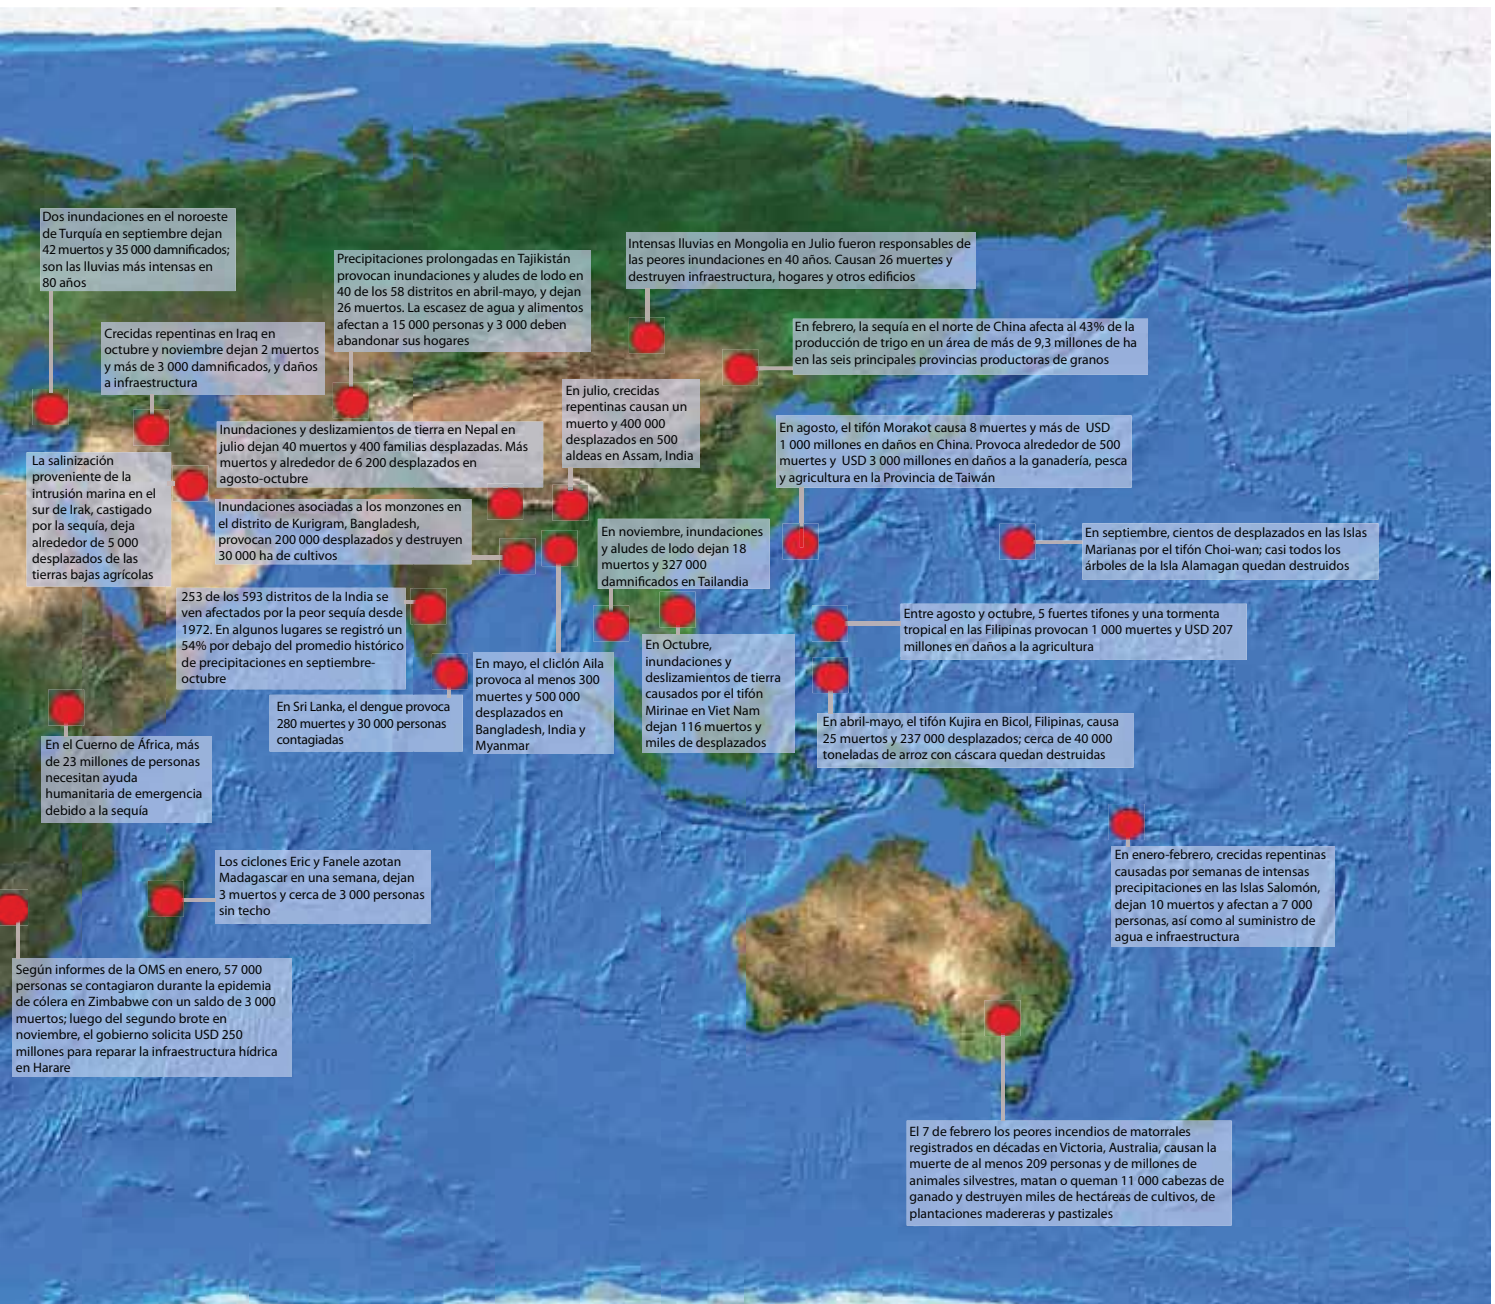 Dos inundaciones en el noroeste
de Turquía en septiembre dejan
42 muertos y 35 000 damnificados;
son las lluvias más intensas en
80 años
Precipitaciones prolongadas en Tajikistán
provocan inundaciones y aludes de lodo en
40 de los 58 distritos en abril-mayo, y dejan
26 muertos. La escasez de agua y alimentos
afectan a 15 000 personas y 3 000 deben
abandonar sus hogares
Intensas lluvias en Mongolia en Julio fueron responsables de
las peores inundaciones en 40 años. Causan 26 muertes y
destruyen infraestructura, hogares y otros edificios
Crecidas repentinas en Iraq en
octubre y noviembre dejan 2 muertos
y más de 3 000 damnificados, y daños
a infraestructura
En febrero, la sequía en el norte de China afecta al 43% de la
producción de trigo en un área de más de 9,3 millones de ha
en las seis principales provincias productoras de granos
En julio, crecidas
repentinas causan un
muerto y 400 000
desplazados en 500
aldeas en Assam, India
Inundaciones y deslizamientos de tierra en Nepal en
julio dejan 40 muertos y 400 familias desplazadas. Más
muertos y alrededor de 6 200 desplazados en
agosto-octubre
En agosto, el tifón Morakot causa 8 muertes y más de USD
1 000 millones en daños en China. Provoca alrededor de 500
muertes y USD 3 000 millones en daños a la ganadería, pesca
y agricultura en la Provincia de Taiwán
La salinización
proveniente de la
intrusión marina en el
sur de Irak, castigado
por la sequía, deja
alrededor de 5 000
desplazados de las
tierras bajas agrícolas
Inundaciones asociadas a los monzones en
el distrito de Kurigram, Bangladesh,
provocan 200 000 desplazados y destruyen
30 000 ha de cultivos
En noviembre, inundaciones
y aludes de lodo dejan 18
muertos y 327 000
damnificados en Tailandia
En septiembre, cientos de desplazados en las Islas
Marianas por el tifón Choi-wan; casi todos los
árboles de la Isla Alamagan quedan destruidos
253 de los 593 distritos de la India se
ven afectados por la peor sequía desde
1972. En algunos lugares se registró un
54% por debajo del promedio histórico
de precipitaciones en septiembre-
octubre
Entre agosto y octubre, 5 fuertes tifones y una tormenta
tropical en las Filipinas provocan 1 000 muertes y USD 207
millones en daños a la agricultura
En Octubre,
inundaciones y
deslizamientos de tierra
causados por el tifón
Mirinae en Viet Nam
dejan 116 muertos y
miles de desplazados
En mayo, el cliclón Aila
provoca al menos 300
muertes y 500 000
desplazados en
Bangladesh, India y
Myanmar
En Sri Lanka, el dengue provoca
280 muertes y 30 000 personas
contagiadas
En abril-mayo, el tifón Kujira en Bicol, Filipinas, causa
25 muertos y 237 000 desplazados; cerca de 40 000
toneladas de arroz con cáscara quedan destruidas
En el Cuerno de África, más
de 23 millones de personas
necesitan ayuda
humanitaria de emergencia
debido a la sequía
Los ciclones Eric y Fanele azotan
Madagascar en una semana, dejan
3 muertos y cerca de 3 000 personas
sin techo
En enero-febrero, crecidas repentinas
causadas por semanas de intensas
precipitaciones en las Islas Salomón,
dejan 10 muertos y afectan a 7 000
personas, así como al suministro de
agua e infraestructura
Según informes de la OMS en enero, 57 000
personas se contagiaron durante la epidemia
de cólera en Zimbabwe con un saldo de 3 000
muertos; luego del segundo brote en
noviembre, el gobierno solicita USD 250
millones para reparar la infraestructura hídrica
en Harare
El 7 de febrero los peores incendios de matorrales
registrados en décadas en Victoria, Australia, causan la
muerte de al menos 209 personas y de millones de
animales silvestres, matan o queman 11 000 cabezas de
ganado y destruyen miles de hectáreas de cultivos, de
plantaciones madereras y pastizales